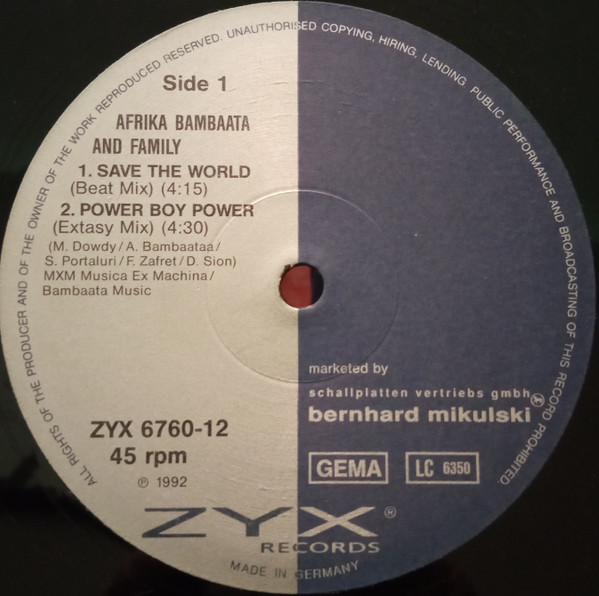 ALL RIGHTS OF THE PRODUCER AND OF THE OWNER OF THE WORK REPRODUCED RESERVED. UNAUTHORISED COPYING, HIRING, LENDING PUBLIC PERFORMANCE AND BROADCASTING OF THIS RECORD PROHIBITED
Side 1
AFRIKA BAMBAATA
AND FAMILY
1. SAVE THE WORLD
(Beat Mix) (4:15)
2. POWER BOY POWER
(Extasy Mix) (4:30)
(M. Dowdy / A. Bambaataa /
S. Portaluri / F. Zafret / D. Sion)
MXM Musica Ex Machina /
Bambaata Music
marketed by
schallplatten vertriebs gmbh
bernhard mikulski
ZYX 6760-12
45 rpm
GEMA
LC 6350
℗ 1992
ZYX ®
RECORDS
MADE IN GERMANY